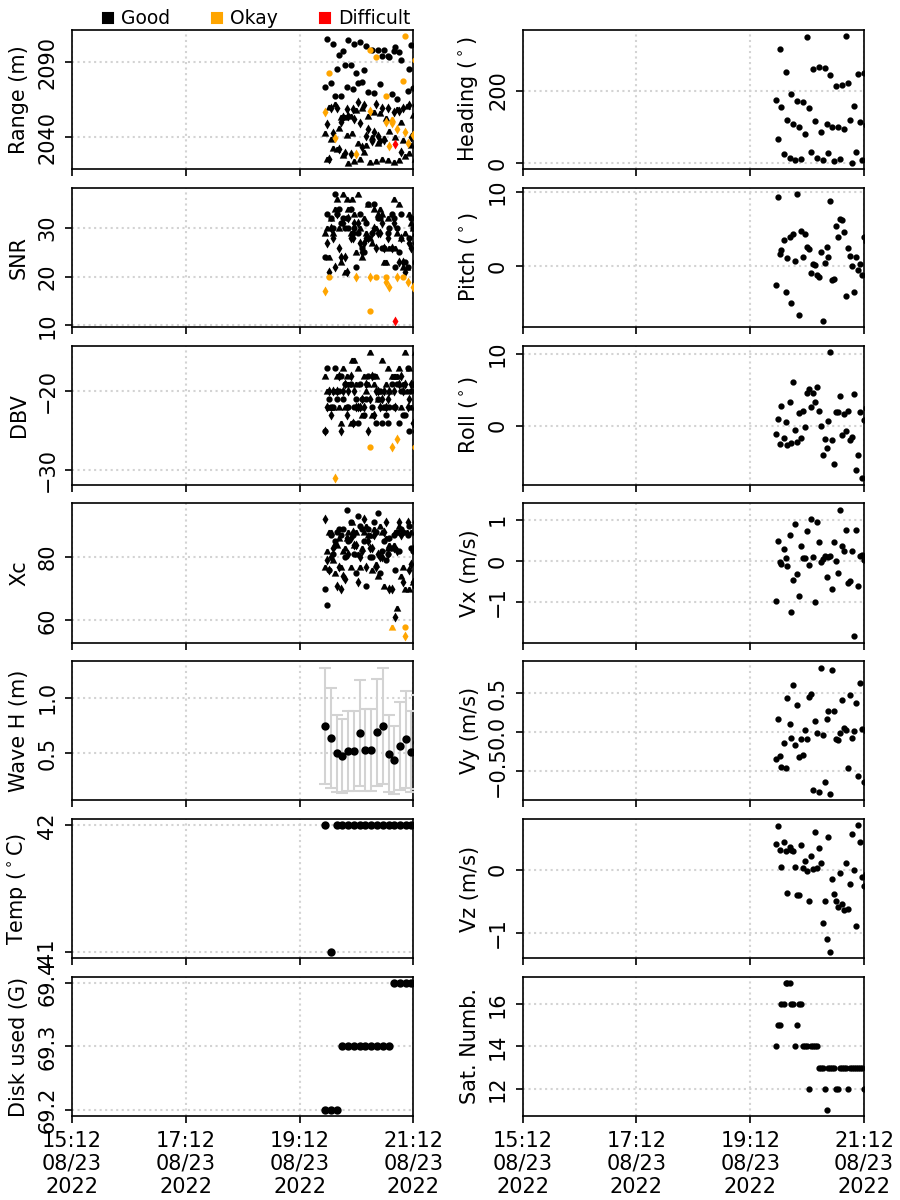 Good Okay Difficult
Range (m)
2090
2040
Heading (°)
200
0
SNR
30
20
10
Pitch (°)
10
0
DBV
−20
−30
Roll (°)
10
0
Xc
80
60
Vx (m/s)
1
0
−1
Wave H (m)
1.0
0.5
Vy (m/s)
0.5
0.0
−0.5
Temp (°C)
42
41
Vz (m/s)
0
−1
Disk used (G)
69.4
69.3
69.2
Sat. Numb.
16
14
12
15:12 17:12 19:12 21:12 15:12 17:12 19:12 21:12
08/23 08/23 08/23 08/23 08/23 08/23 08/23 08/23
2022 2022 2022 2022 2022 2022 2022 2022